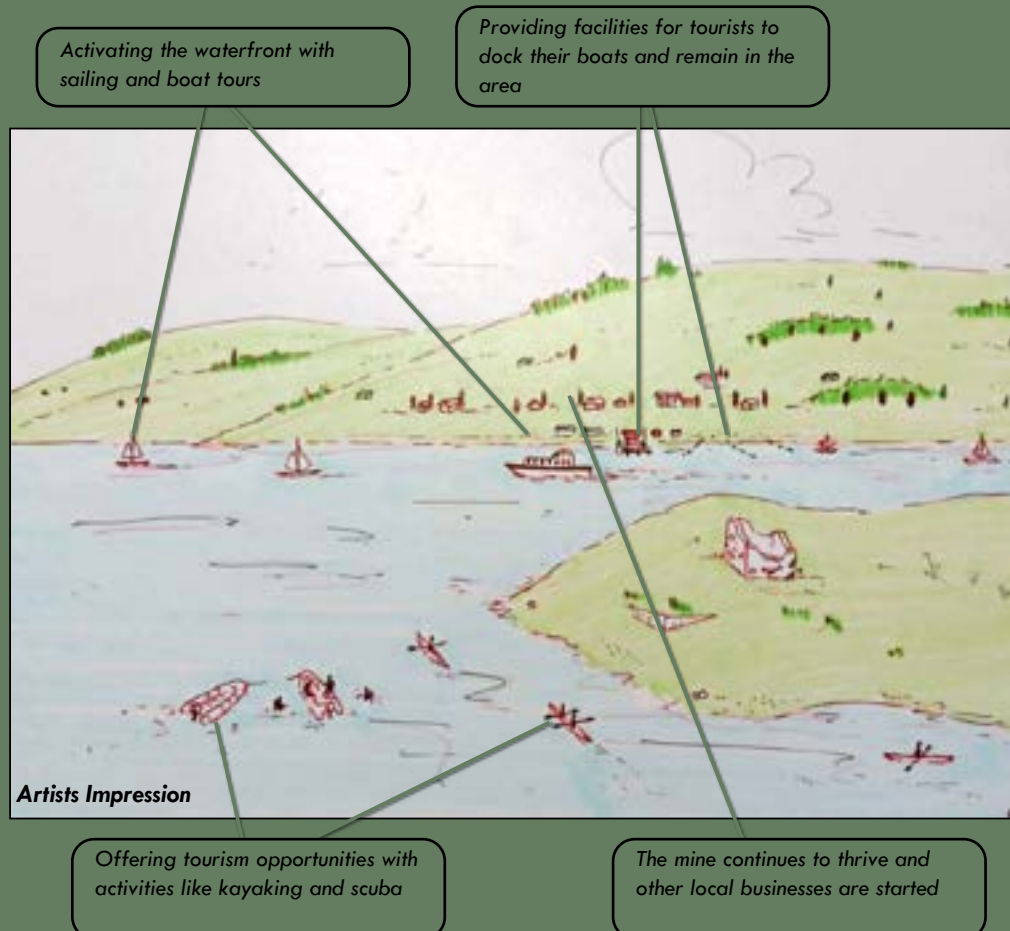 Activating the waterfront with
sailing and boat tours
Providing facilities for tourists to
dock their boats and remain in the
area
Artists Impression
Offering tourism opportunities with
activities like kayaking and scuba
The mine continues to thrive and
other local businesses are started